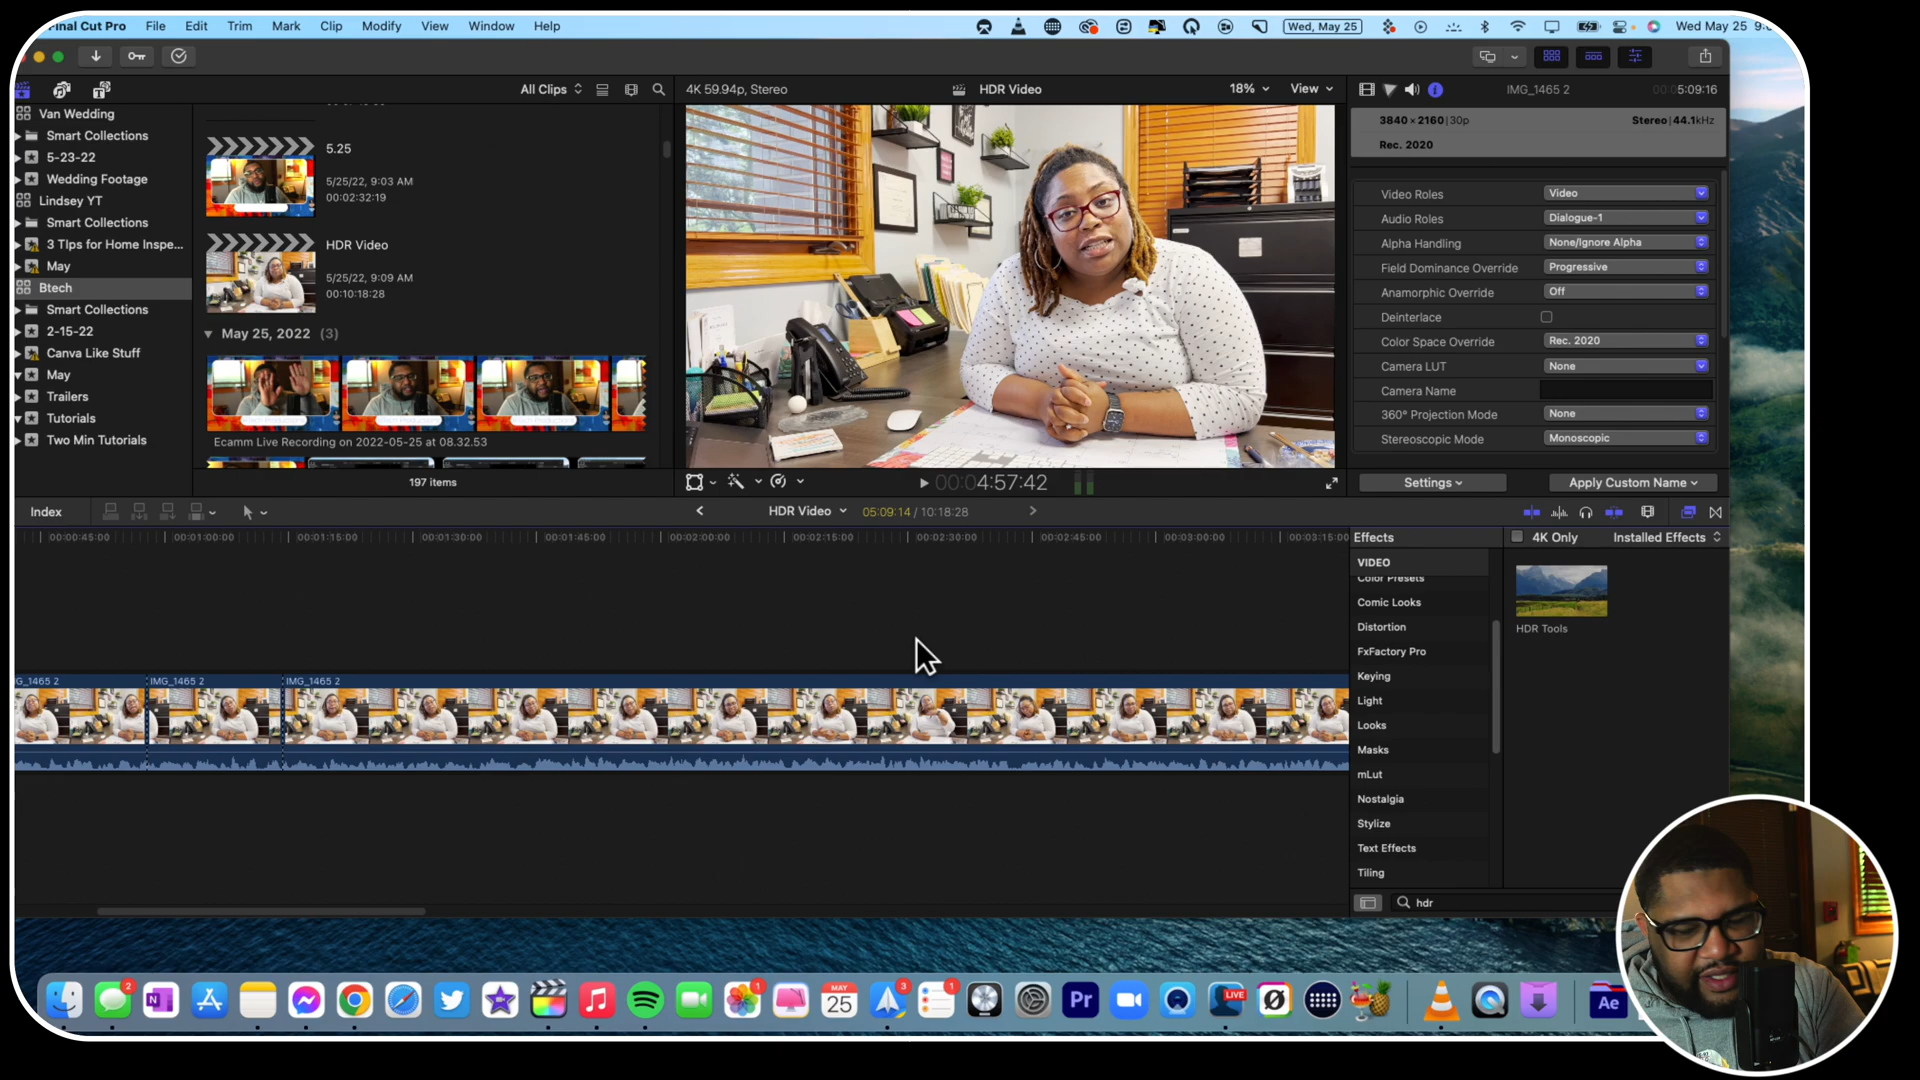 Final Cut Pro File Edit Trim Mark Clip Modify View Window Help
Wed, May 25
Wed May 25
All Clips
4K 59.94p, Stereo
HDR Video
18%
View
IMG_1465 2
5:09:16
Van Wedding
Smart Collections
5-23-22
Wedding Footage
Lindsey YT
Smart Collections
3 TIps for Home Inspe...
May
Btech
Smart Collections
2-15-22
Canva Like Stuff
May
Trailers
Tutorials
Two Min Tutorials
5.25
5/25/22, 9:03 AM
00:02:32:19
HDR Video
5/25/22, 9:09 AM
00:10:18:28
May 25, 2022 (3)
Ecamm Live Recording on 2022-05-25 at 08.32.53
197 items
00:04:57:42
3840 × 2160 | 30p
Stereo | 44.1kHz
Rec. 2020
Video Roles Video
Audio Roles Dialogue-1
Alpha Handling None/Ignore Alpha
Field Dominance Override Progressive
Anamorphic Override Off
Deinterlace
Color Space Override Rec. 2020
Camera LUT None
Camera Name
360° Projection Mode None
Stereoscopic Mode Monoscopic
Settings
Apply Custom Name
Index
HDR Video
05:09:14 / 10:18:28
00:00:45:00 00:01:00:00 00:01:15:00 00:01:30:00 00:01:45:00 00:02:00:00 00:02:15:00 00:02:30:00 00:02:45:00 00:03:00:00 00:03:15:00
G_1465 2
IMG_1465 2
IMG_1465 2
Effects
4K Only
Installed Effects
VIDEO
Color Presets
Comic Looks
Distortion
FxFactory Pro
Keying
Light
Looks
Masks
mLut
Nostalgia
Stylize
Text Effects
Tiling
HDR Tools
hdr
2
N
1
MAY
25
3
1
Pr
LIVE
Ae